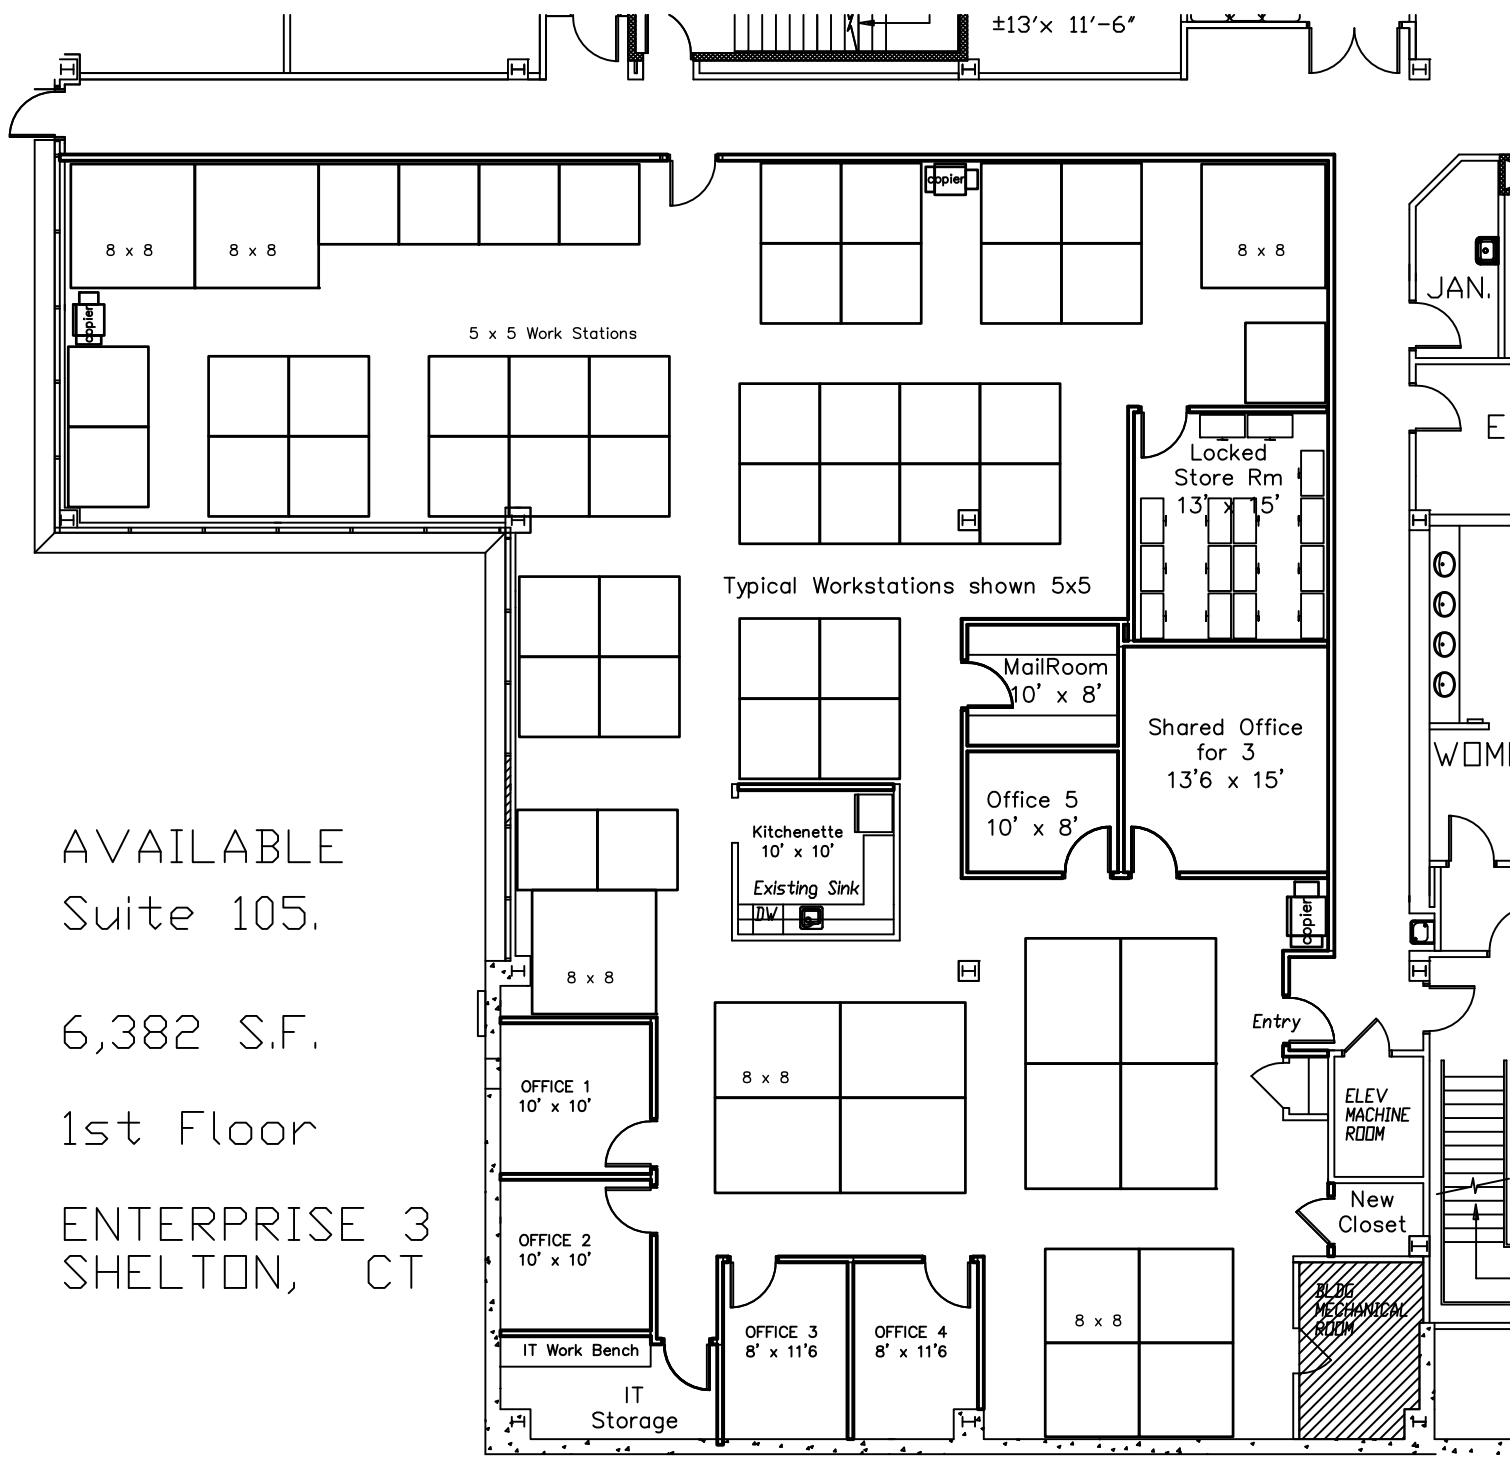 ±13'x 11'-6"
copier
8 x 8
8 x 8
8 x 8
JAN.
copier
5 x 5 Work Stations
E
Locked
Store Rm
13' x 15'
Typical Workstations shown 5x5
MailRoom
10' x 8'
Shared Office
for 3
13'6 x 15'
Office 5
10' x 8'
Kitchenette
10' x 10'
Existing Sink
DW
AVAILABLE
Suite 105.
6,382 S.F.
1st Floor
ENTERPRISE 3
SHELTON, CT
copier
8 x 8
Entry
8 x 8
OFFICE 1
10' x 10'
ELEV
MACHINE
ROOM
New
Closet
OFFICE 2
10' x 10'
BLDG
MECHANICAL
ROOM
8 x 8
OFFICE 3
8' x 11'6
OFFICE 4
8' x 11'6
IT Work Bench
IT
Storage